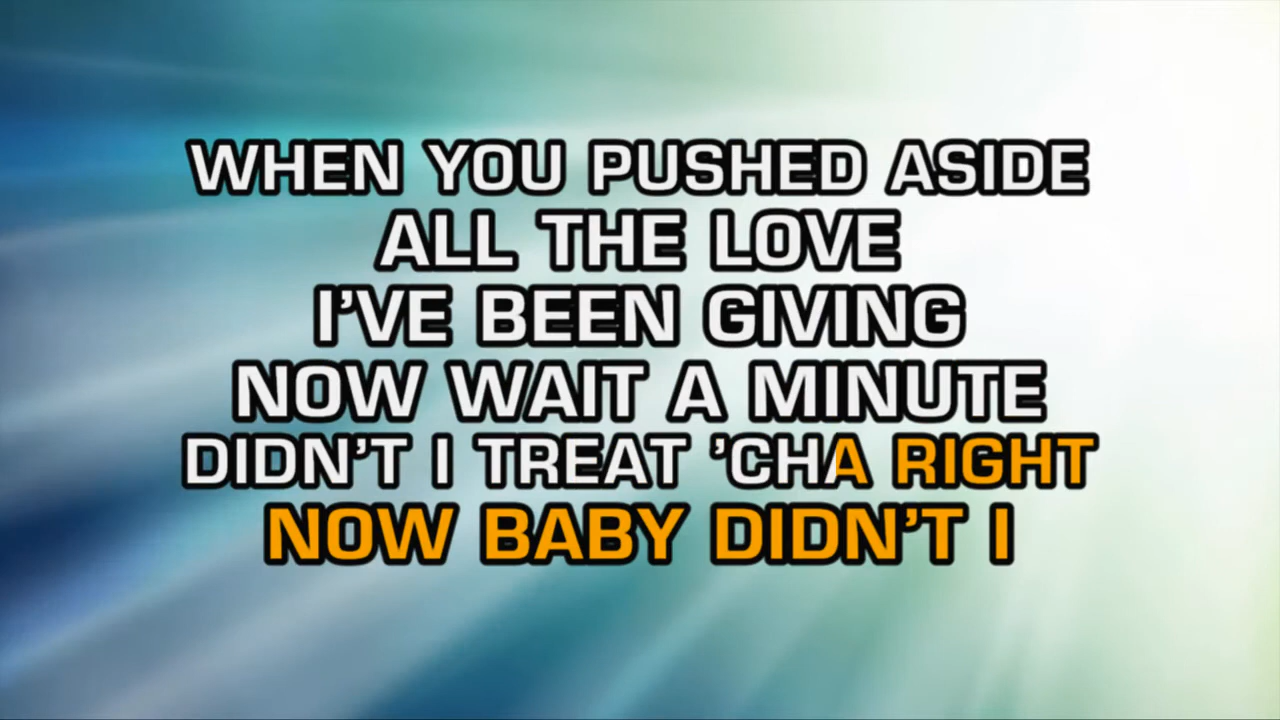 WHEN YOU PUSHED ASIDE
ALL THE LOVE
I'VE BEEN GIVING
NOW WAIT A MINUTE
DIDN'T I TREAT 'CHA RIGHT
NOW BABY DIDN'T I